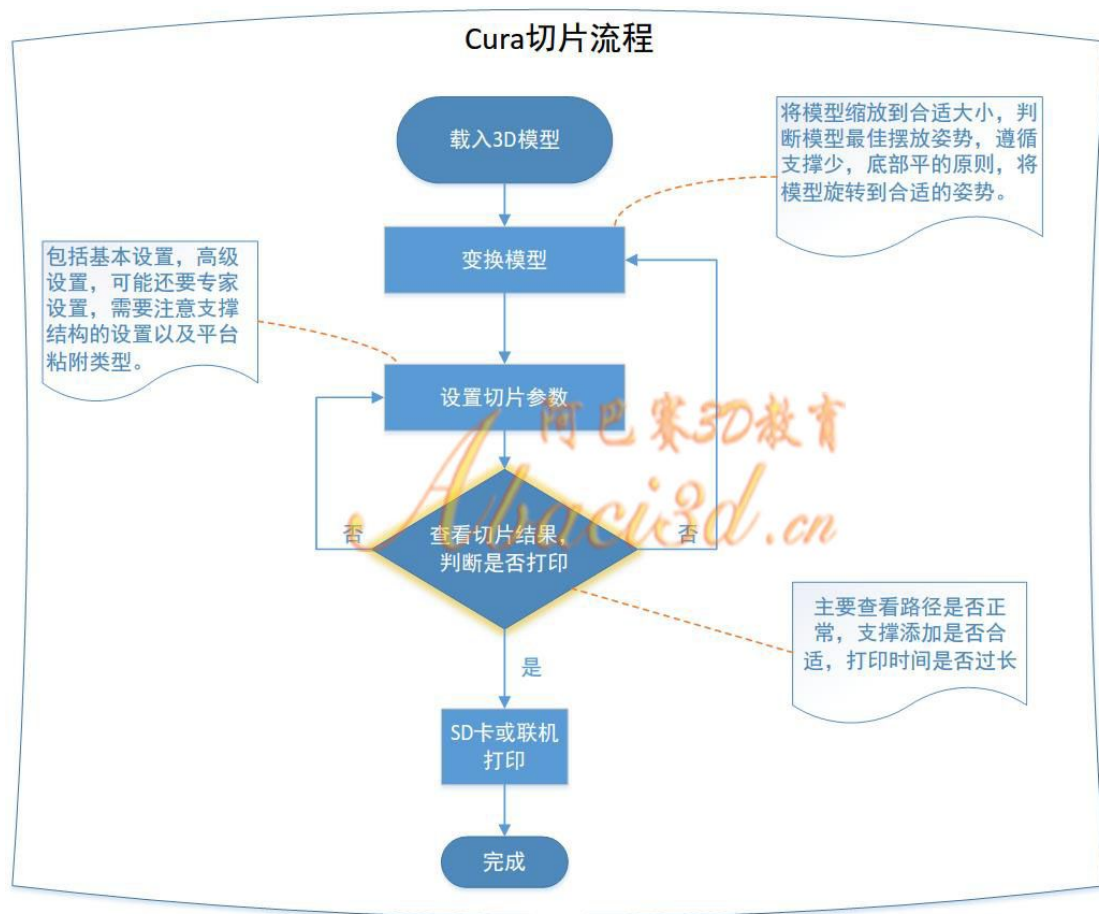 Cura切片流程
载入3D模型
将模型缩放到合适大小，判
断模型最佳摆放姿势，遵循
支撑少，底部平的原则，将
模型旋转到合适的姿势。
变换模型
包括基本设置，高级
设置，可能还要专家
设置，需要注意支撑
结构的设置以及平台
粘附类型。
设置切片参数
阿巴赛3D教育
Abaci3d.cn
否
查看切片结果，
判断是否打印
否
主要查看路径是否正
常，支撑添加是否合
适，打印时间是否过长
是
SD卡或联机
打印
完成